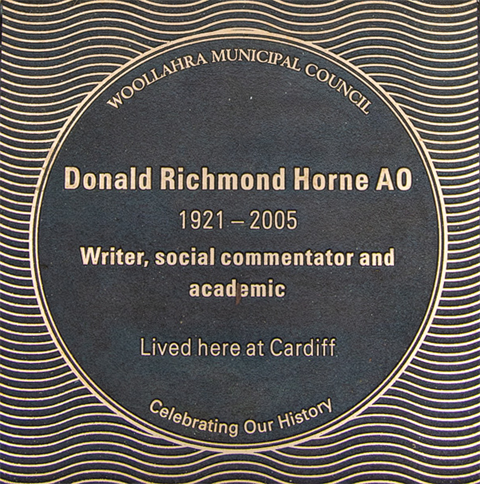 WOOLLAHRA MUNICIPAL COUNCIL
Donald Richmond Horne AO
1921 – 2005
Writer, social commentator and
academic
Lived here at Cardiff
Celebrating Our History